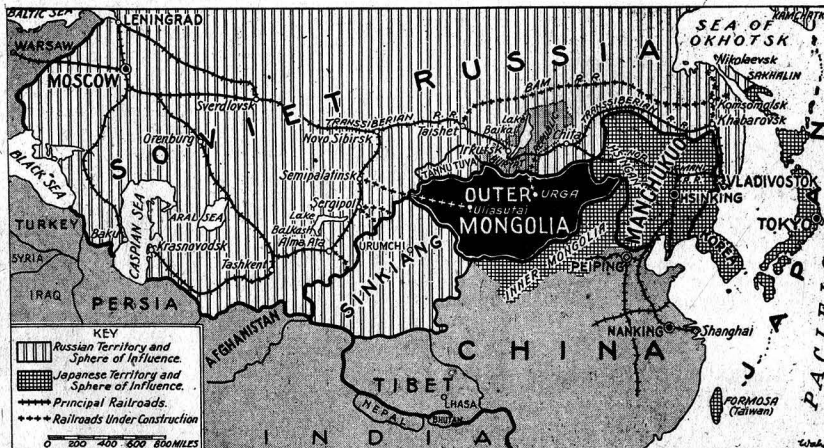 BALTIC SEA
LENINGRAD
WARSAW
MOSCOW
SOVIET RUSSIA
SEA OF
OKHOTSK
KAMCHATKA
Nikolaevsk
SAKHALIN
Komsomolsk
Khabarovsk
BAM R.R.
TRANSSIBERIAN R.R.
TRANSSIBERIAN R.R.
Sverdlovsk
Novo Sibirsk
Taishet
Lake
Baikal
Irkutsk
Chita
TANNU TUVA
Orenburg
Semipalatinsk
Sergipol
Lake
Balkash
Alma Ata
OUTER
MONGOLIA
URGA
Uliasutai
MANCHUKUO
HSINKING
VLADIVOSTOK
BLACK SEA
CASPIAN SEA
ARAL SEA
Baku
Krasnovodsk
Tashkent
URUMCHI
SINKIANG
INNER MONGOLIA
PEIPING
KOREA
TOKYO
JAPAN
TURKEY
SYRIA
IRAQ
PERSIA
AFGHANISTAN
CHINA
NANKING
Shanghai
PACIFIC
TIBET
LHASA
NEPAL
BHUTAN
INDIA
FORMOSA
(Taiwan)
KEY
Russian Territory and
Sphere of Influence.
Japanese Territory and
Sphere of Influence.
Principal Railroads.
Railroads Under Construction
0 200 400 600 800 MILES